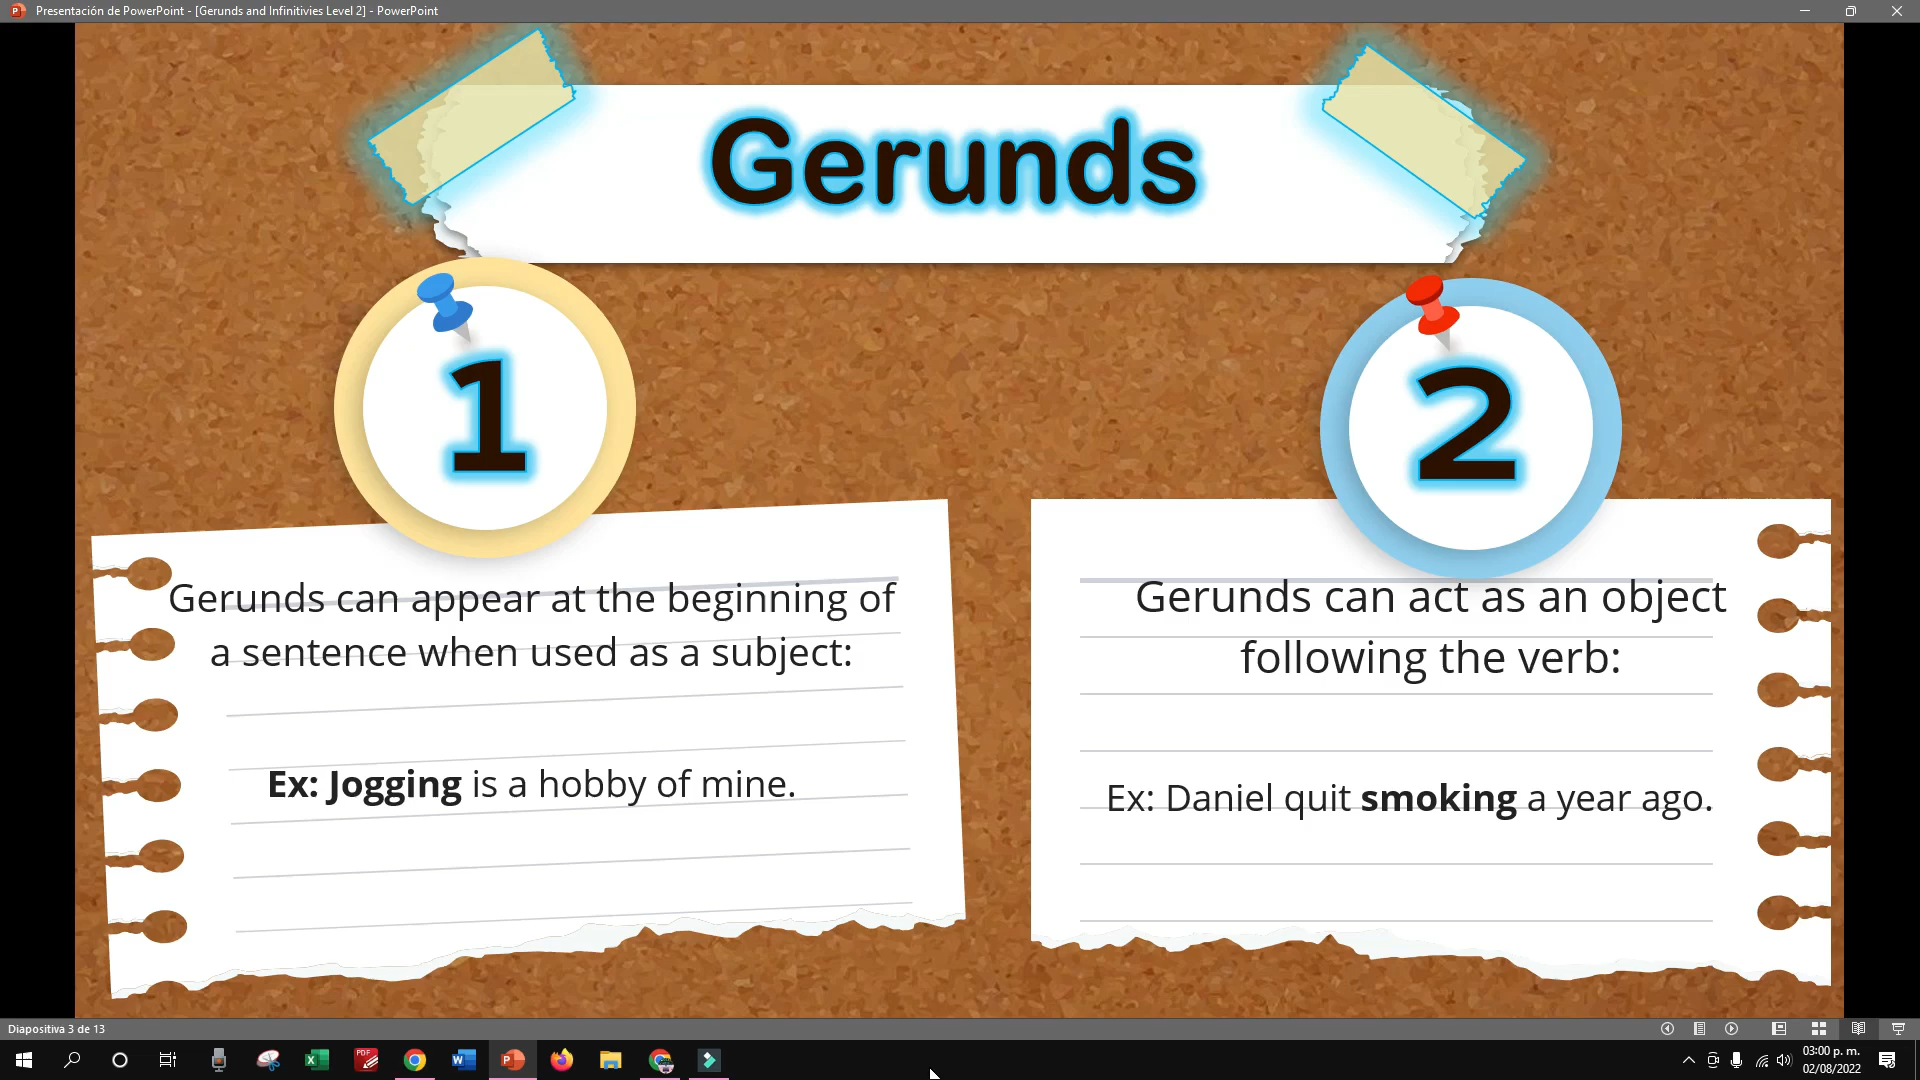 Presentación de PowerPoint - [Gerunds and Infinitivies Level 2] - PowerPoint
Gerunds
1
Gerunds can appear at the beginning of
a sentence when used as a subject:
Ex: Jogging is a hobby of mine.
2
Gerunds can act as an object
following the verb:
Ex: Daniel quit smoking a year ago.
Diapositiva 3 de 13
PDF
03:00 p. m.
02/08/2022